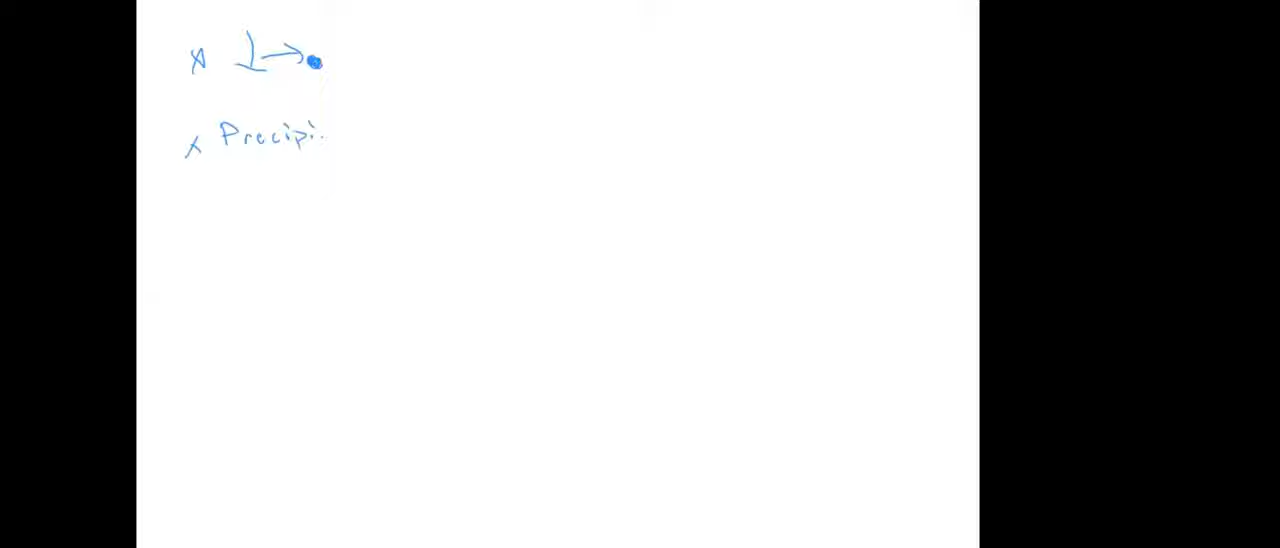 x ⊥ → •
x Precipi